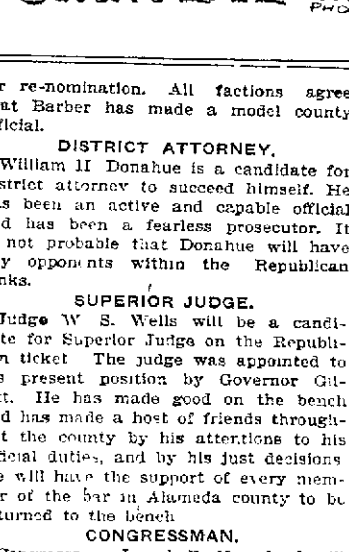 PHO
r re-nomination. All factions agree
at Barber has made a model county
ficial.
DISTRICT ATTORNEY.
William H Donahue is a candidate for
strict attorney to succeed himself. He
s been an active and capable official
d has been a fearless prosecutor. It
not probable that Donahue will have
y opponents within the Republican
nks.
SUPERIOR JUDGE.
Judge W S. Wells will be a candi-
te for Superior Judge on the Republi-
n ticket The judge was appointed to
s present position by Governor Gil-
tt. He has made good on the bench
d has made a host of friends through-
t the county by his attentions to his
dicial duties, and by his just decisions
e will have the support of every mem-
r of the bar in Alameda county to be
turned to the bench
CONGRESSMAN.